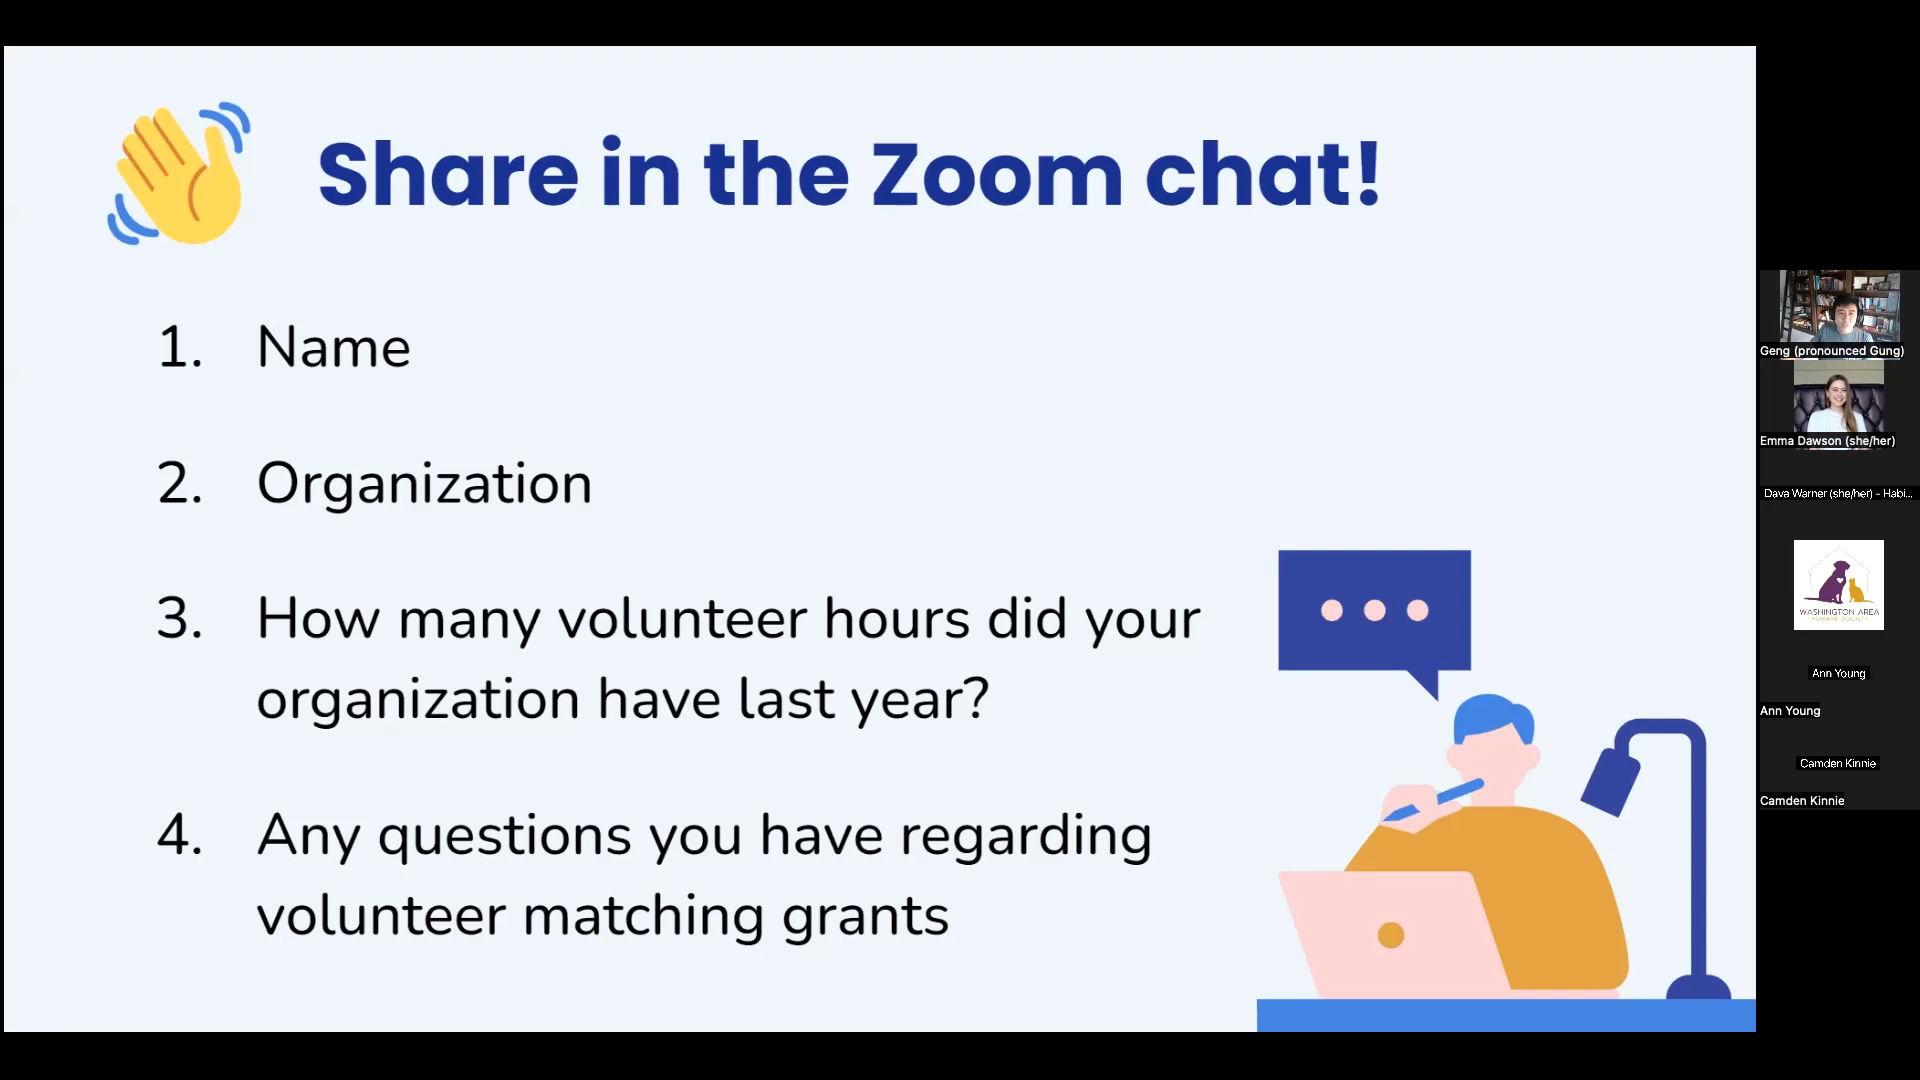 Share in the Zoom chat!
1. Name
2. Organization
3. How many volunteer hours did your
organization have last year?
4. Any questions you have regarding
volunteer matching grants
Geng (pronounced Gung)
Emma Dawson (she/her)
Dava Warner (she/her) - Habi...
WASHINGTON AREA
HUMANE SOCIETY
Ann Young
Ann Young
Camden Kinnie
Camden Kinnie